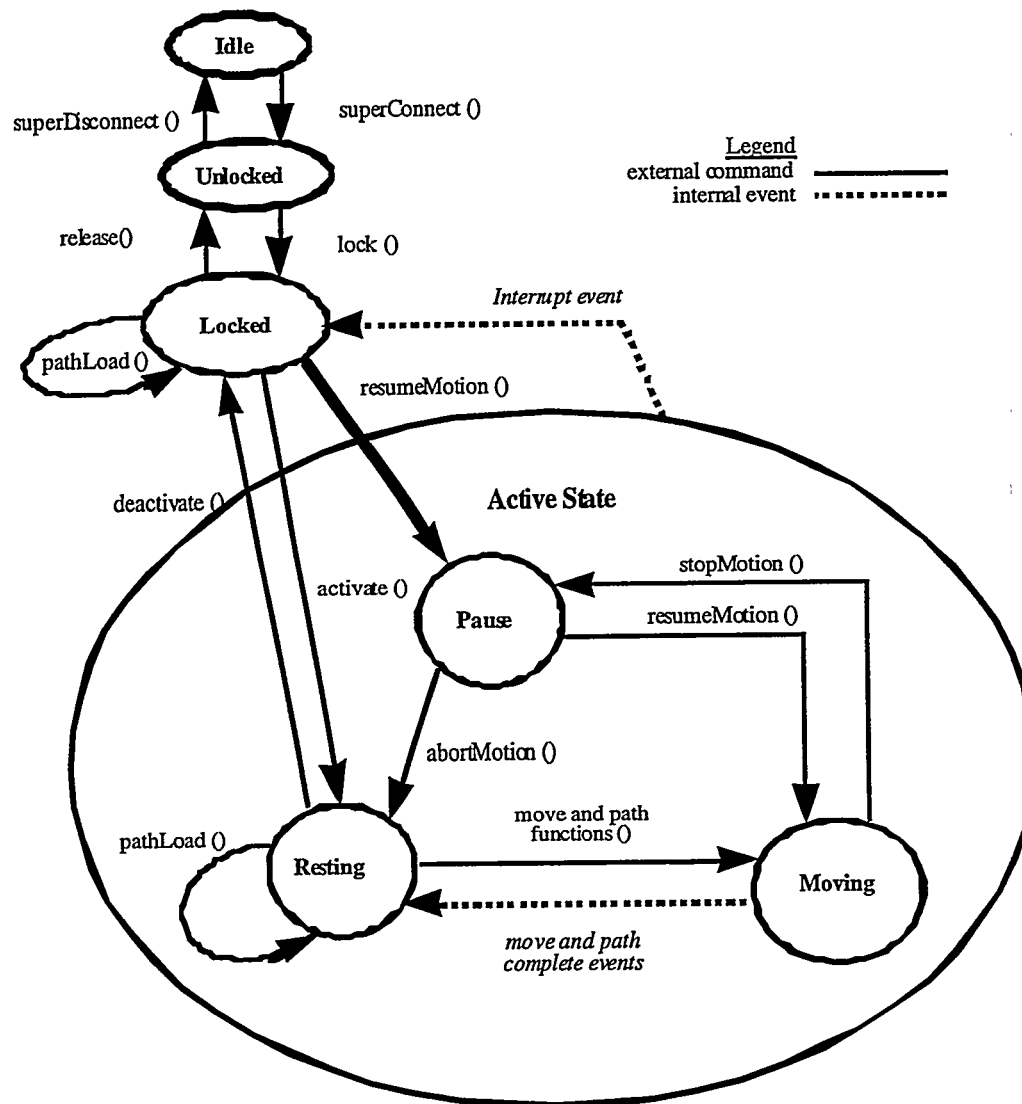 Idle
superDisconnect ()
superConnect ()
Unlocked
Legend
external command
internal event
release()
lock ()
Interrupt event
Locked
pathLoad ()
resumeMotion ()
deactivate ()
Active State
stopMotion ()
activate ()
Pause
resumeMotion ()
abortMotion ()
pathLoad ()
Resting
move and path
functions ()
Moving
move and path
complete events